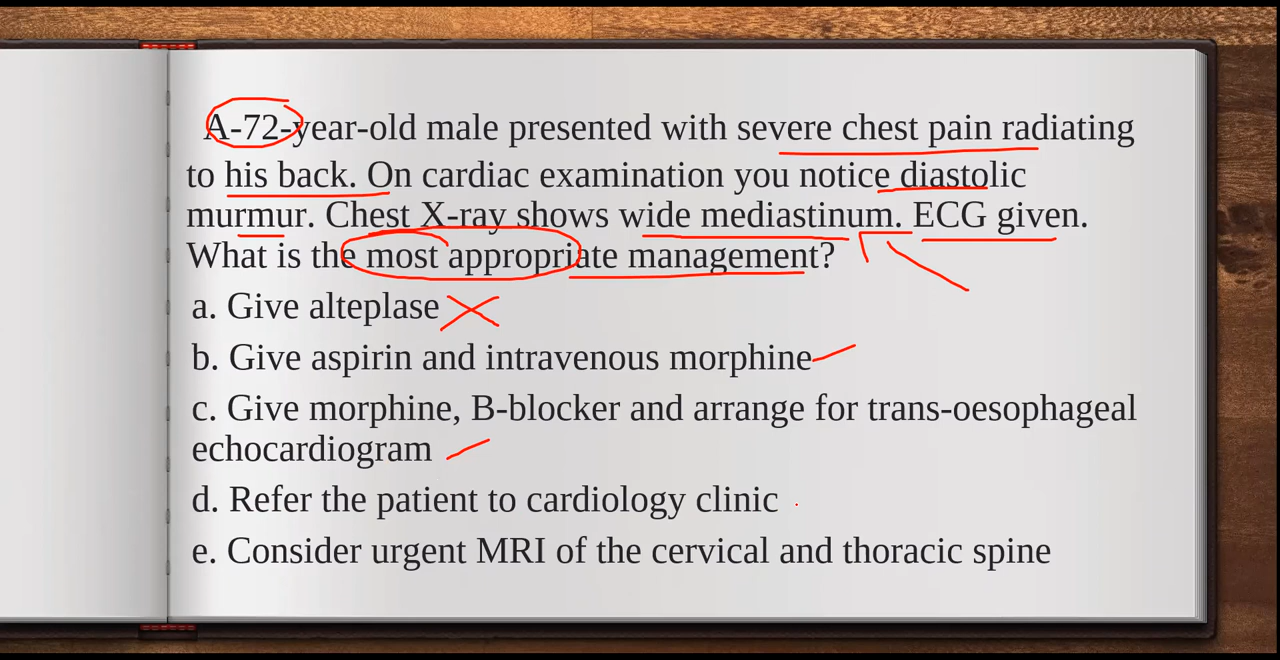 A-72-year-old male presented with severe chest pain radiating
to his back. On cardiac examination you notice diastolic
murmur. Chest X-ray shows wide mediastinum. ECG given.
What is the most appropriate management?
a. Give alteplase
b. Give aspirin and intravenous morphine
c. Give morphine, B-blocker and arrange for trans-oesophageal
echocardiogram
d. Refer the patient to cardiology clinic
e. Consider urgent MRI of the cervical and thoracic spine